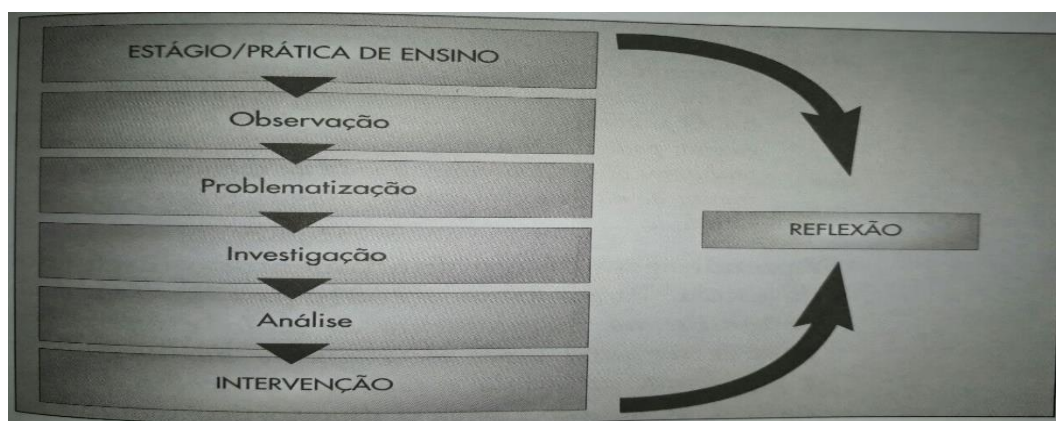 ESTÁGIO/PRÁTICA DE ENSINO
Observação
Problematização
Investigação
Análise
INTERVENÇÃO
REFLEXÃO